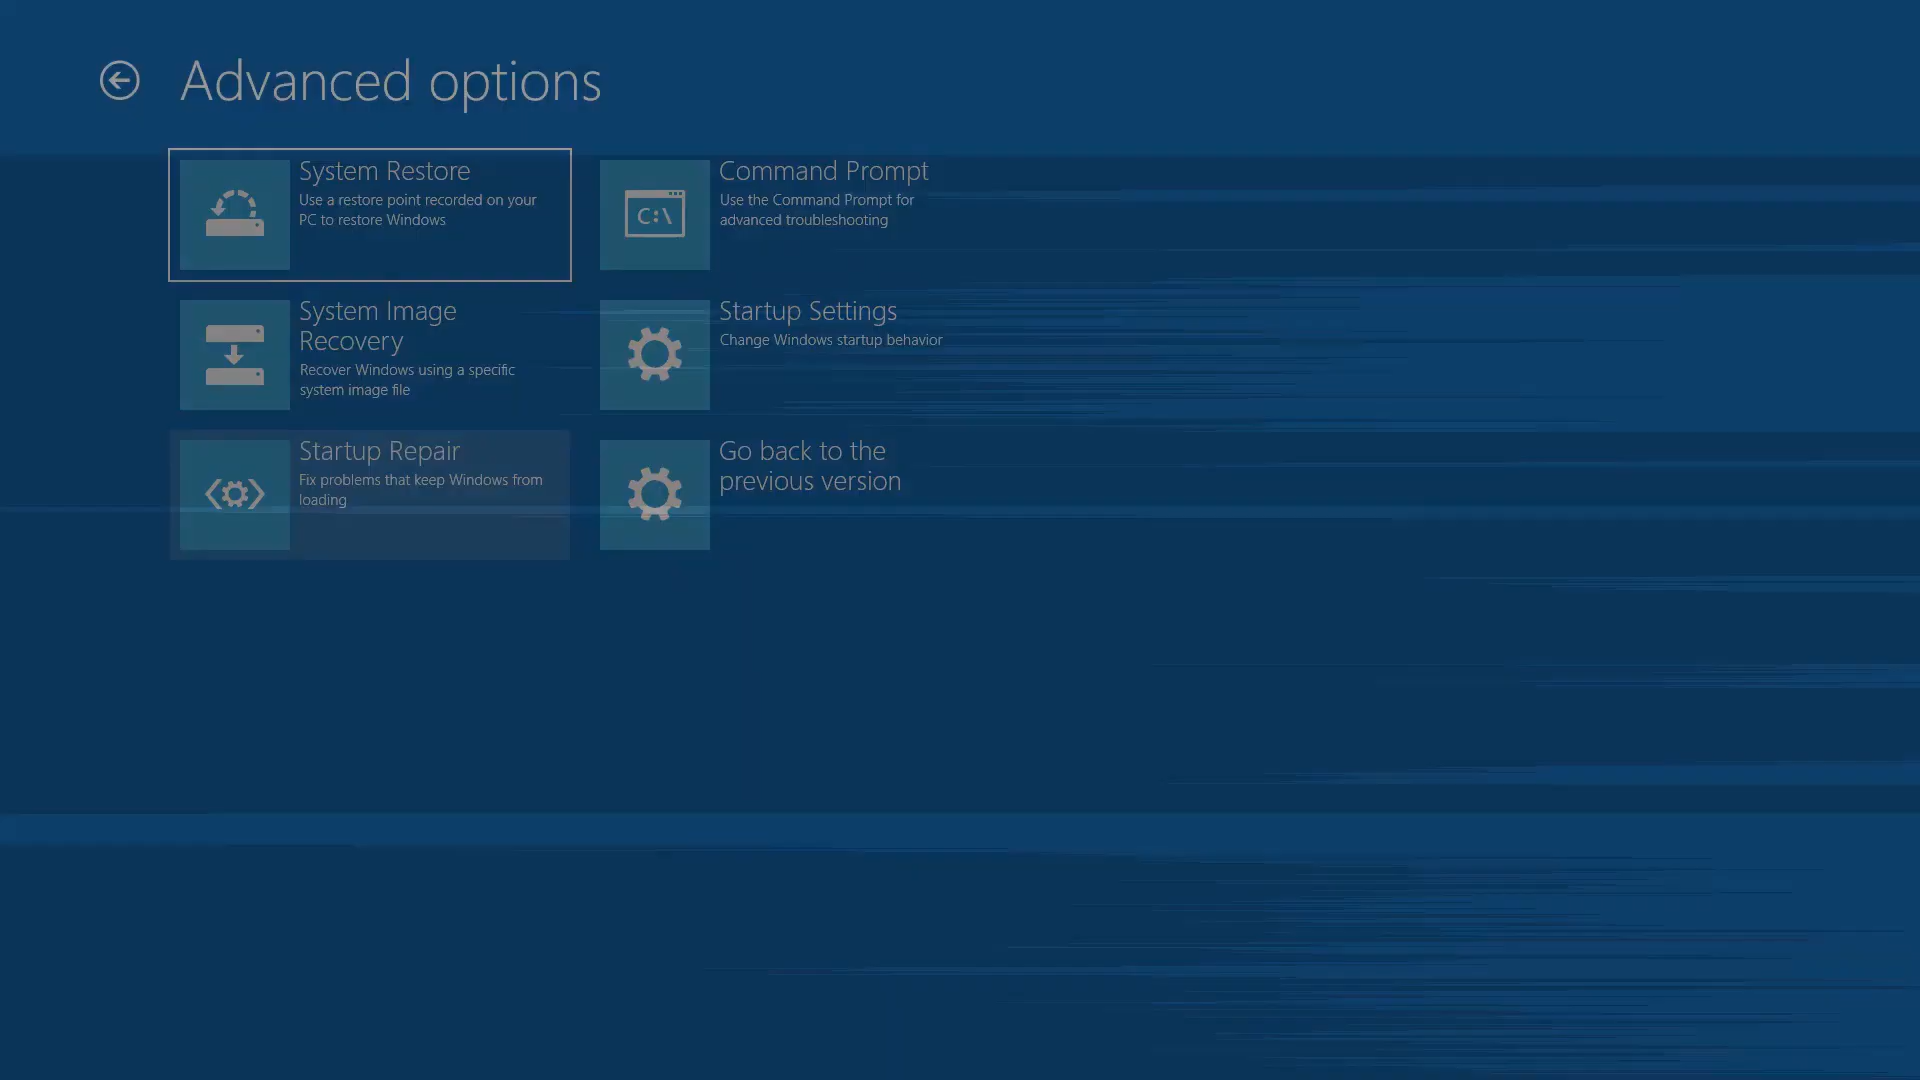 Advanced options
System Restore
Use a restore point recorded on your
PC to restore Windows
Command Prompt
Use the Command Prompt for
advanced troubleshooting
C:\
System Image
Recovery
Recover Windows using a specific
system image file
Startup Settings
Change Windows startup behavior
Startup Repair
Fix problems that keep Windows from
loading
Go back to the
previous version